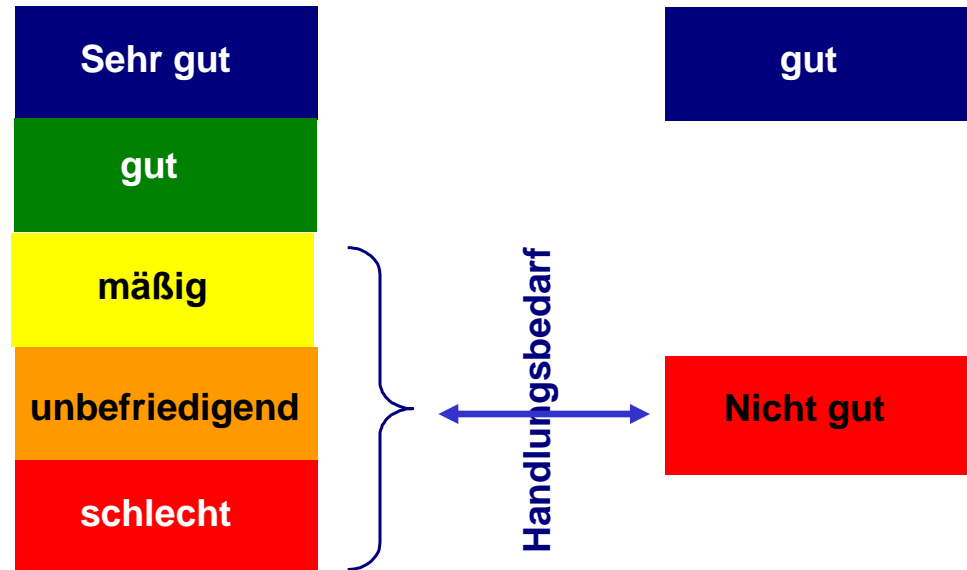 Sehr gut
gut
mäßig
unbefriedigend
schlecht
Handlungsbedarf
gut
Nicht gut